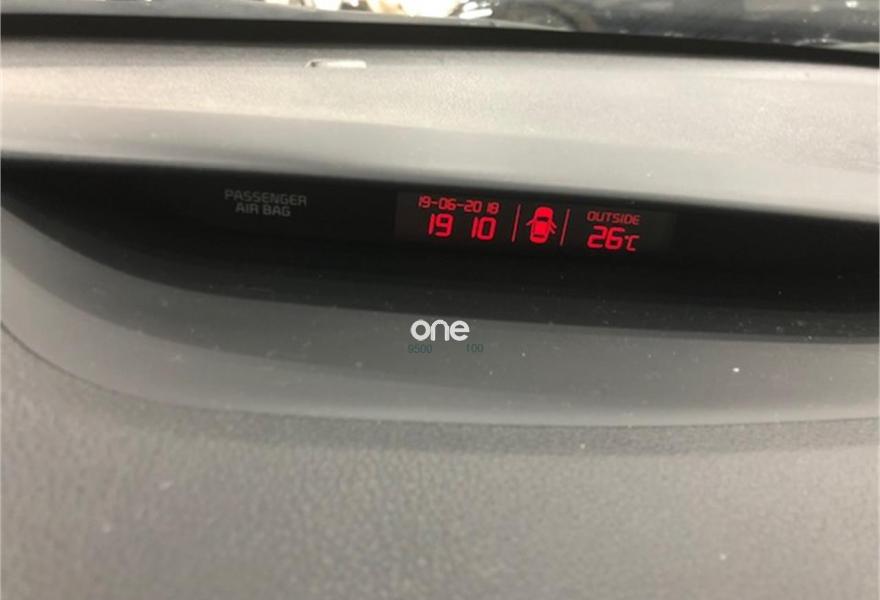 PASSENGER
AIR BAG
19-06-2018
19 10
OUTSIDE
26°C
one
9500 100